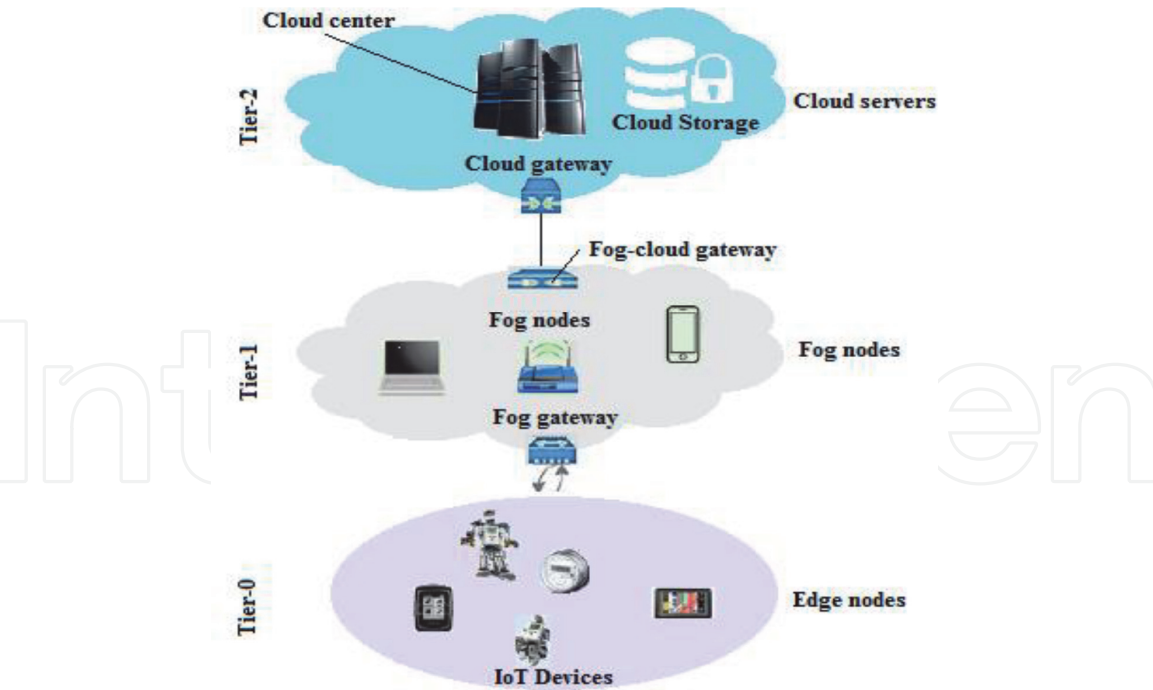 Cloud center
Tier-2
Cloud servers
Cloud Storage
Cloud gateway
Fog-cloud gateway
Fog nodes
Tier-1
Fog nodes
Fog gateway
Tier-0
Edge nodes
IoT Devices